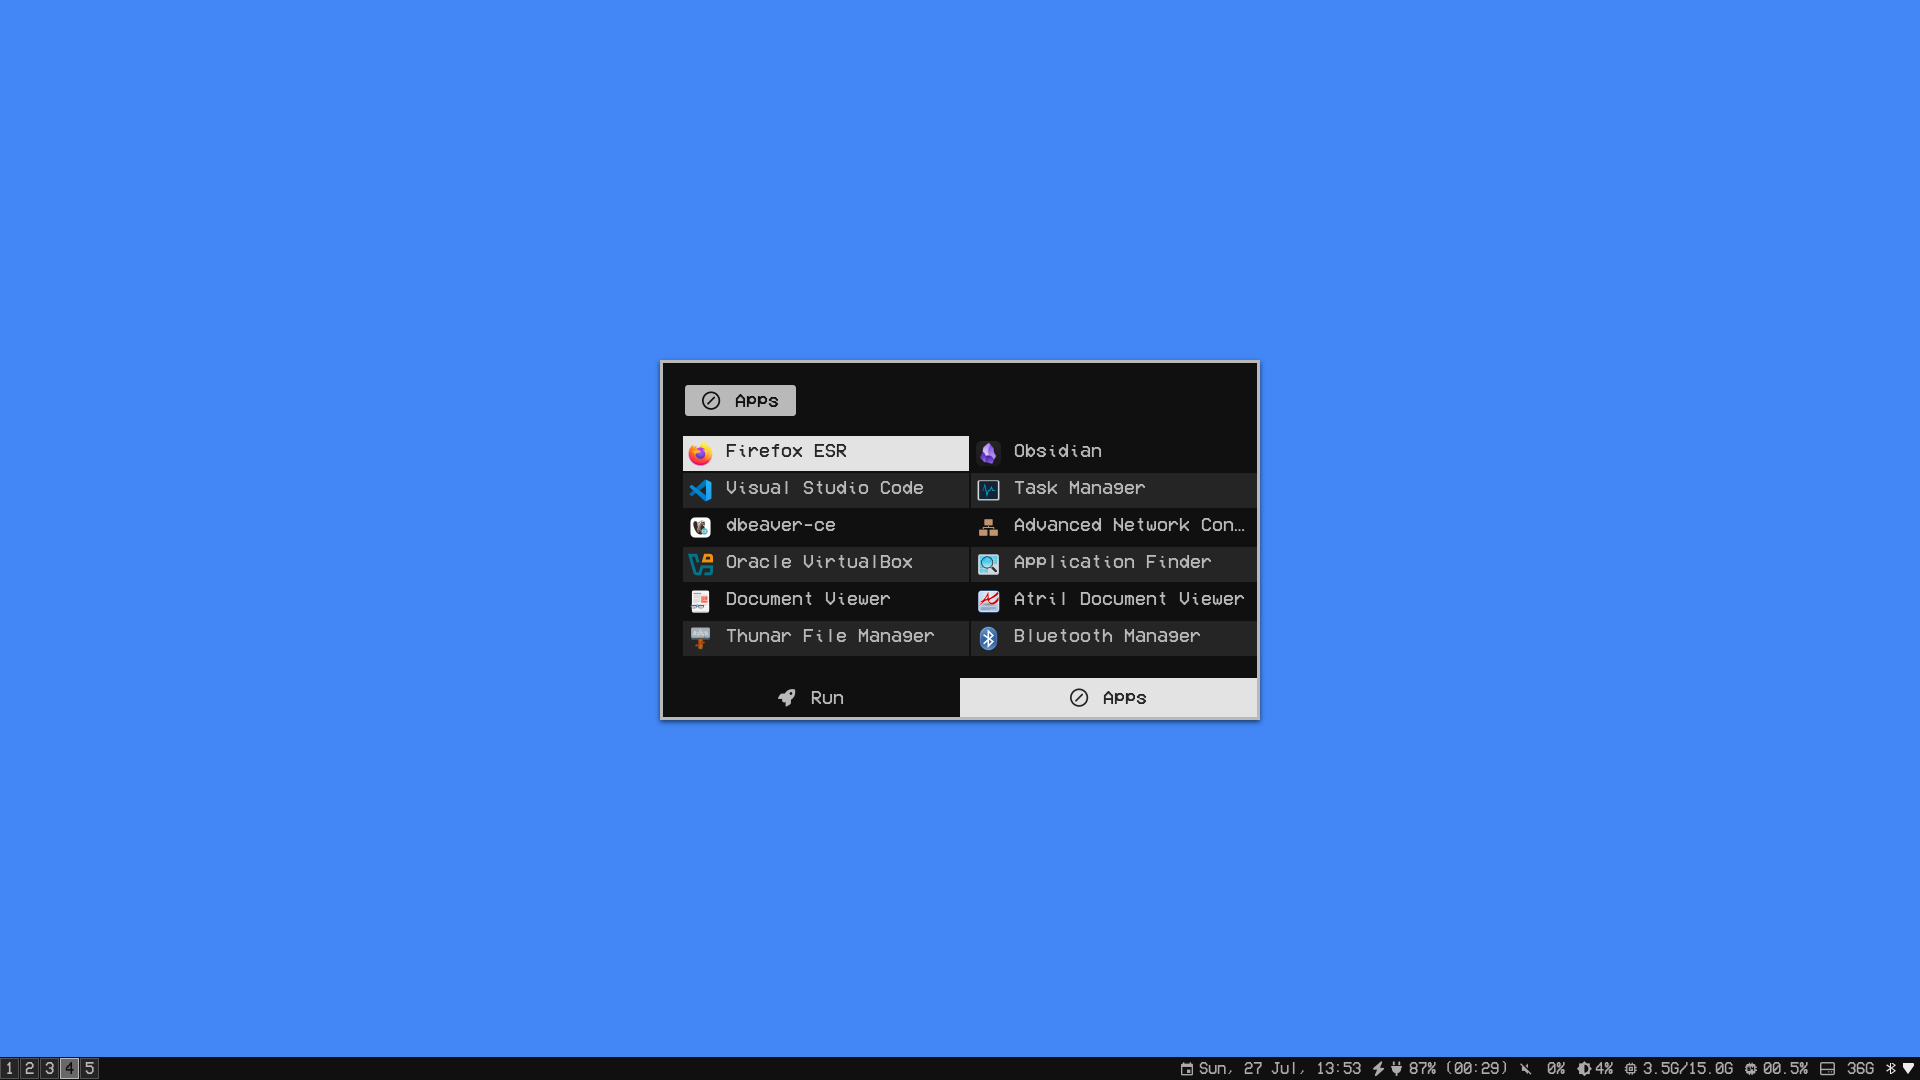 Apps
Firefox ESR
Obsidian
Visual Studio Code
Task Manager
dbeaver-ce
Advanced Network Con…
Oracle VirtualBox
Application Finder
Document Viewer
Atril Document Viewer
Thunar File Manager
Bluetooth Manager
Run
Apps
1 2 3 4 5 Sun, 27 Jul, 13:53 87% (00:29) 0% 4% 3.5G/15.0G 00.5% 36G